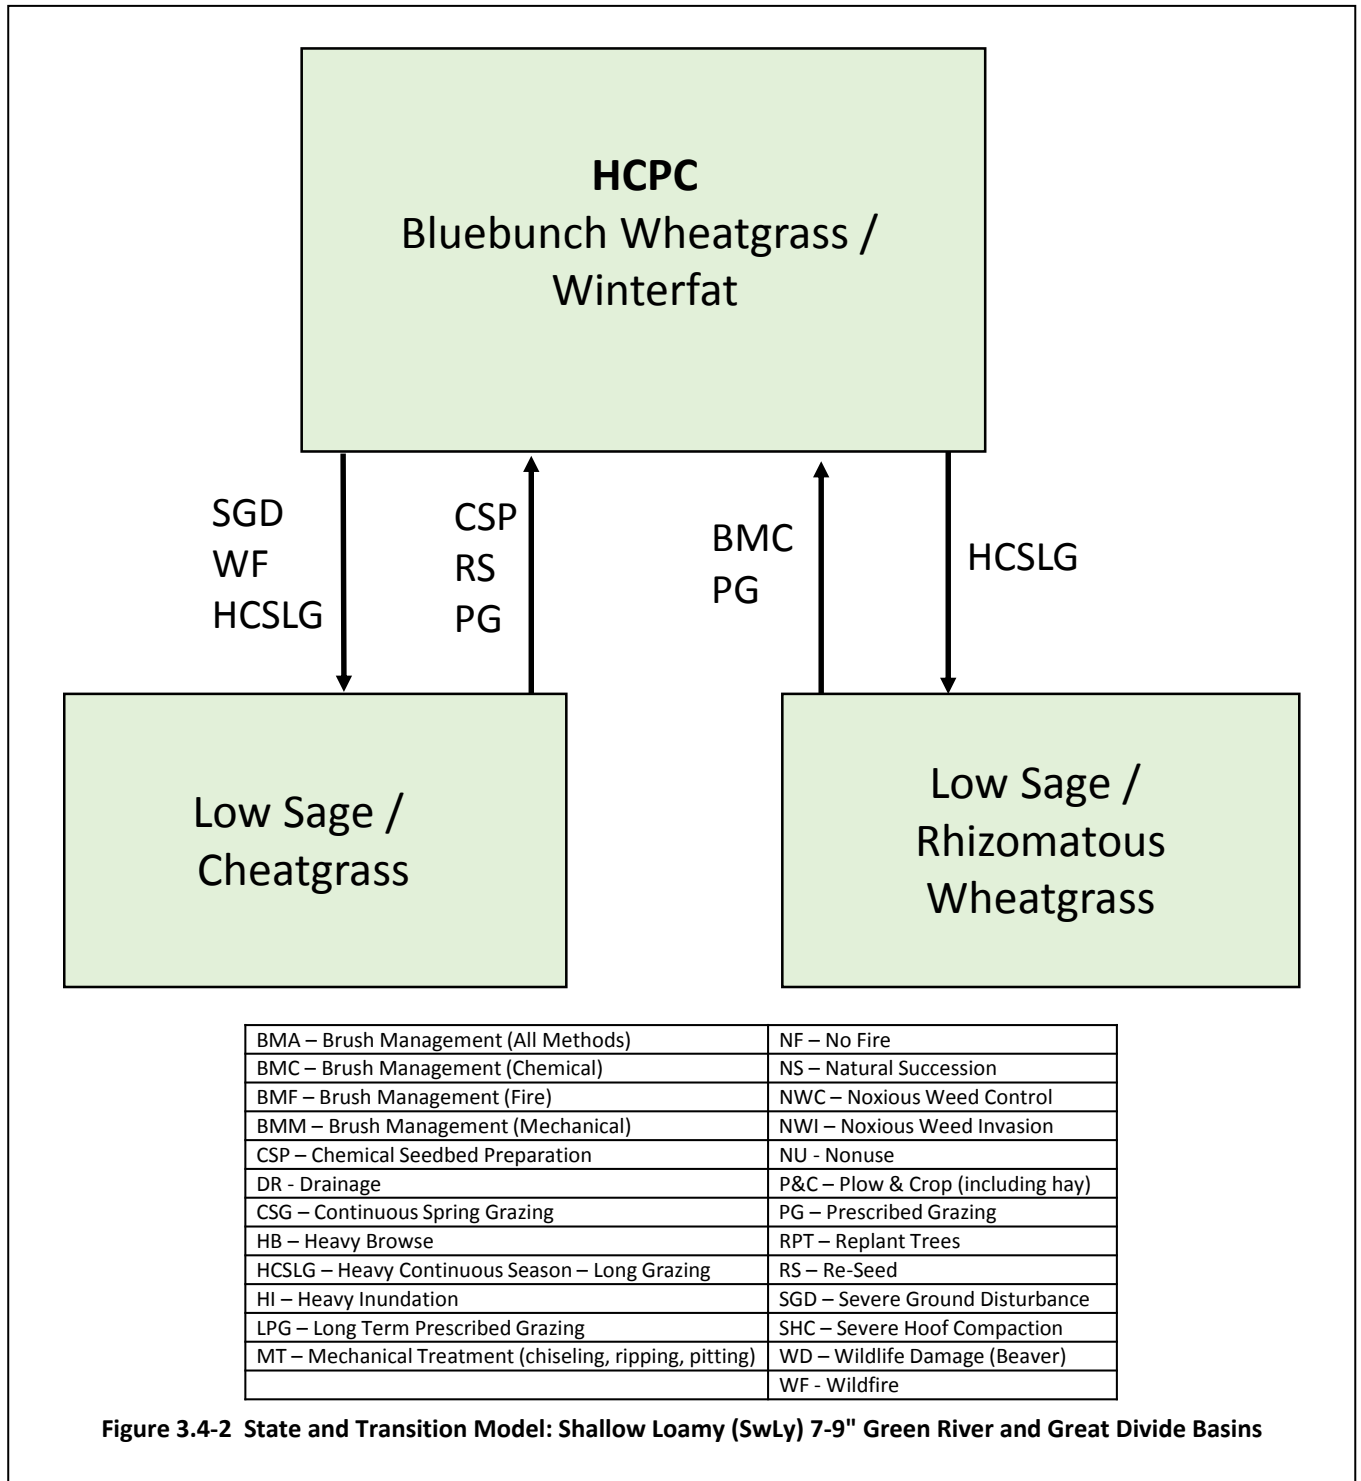 HCPC
Bluebunch Wheatgrass /
Winterfat
SGD
WF
HCSLG
CSP
RS
PG
BMC
PG
HCSLG
Low Sage /
Cheatgrass
Low Sage /
Rhizomatous
Wheatgrass
BMA – Brush Management (All Methods) NF – No Fire
BMC – Brush Management (Chemical) NS – Natural Succession
BMF – Brush Management (Fire) NWC – Noxious Weed Control
BMM – Brush Management (Mechanical) NWI – Noxious Weed Invasion
CSP – Chemical Seedbed Preparation NU - Nonuse
DR - Drainage P&C – Plow & Crop (including hay)
CSG – Continuous Spring Grazing PG – Prescribed Grazing
HB – Heavy Browse RPT – Replant Trees
HCSLG – Heavy Continuous Season – Long Grazing RS – Re-Seed
HI – Heavy Inundation SGD – Severe Ground Disturbance
LPG – Long Term Prescribed Grazing SHC – Severe Hoof Compaction
MT – Mechanical Treatment (chiseling, ripping, pitting) WD – Wildlife Damage (Beaver)
WF - Wildfire
Figure 3.4-2 State and Transition Model: Shallow Loamy (SwLy) 7-9" Green River and Great Divide Basins